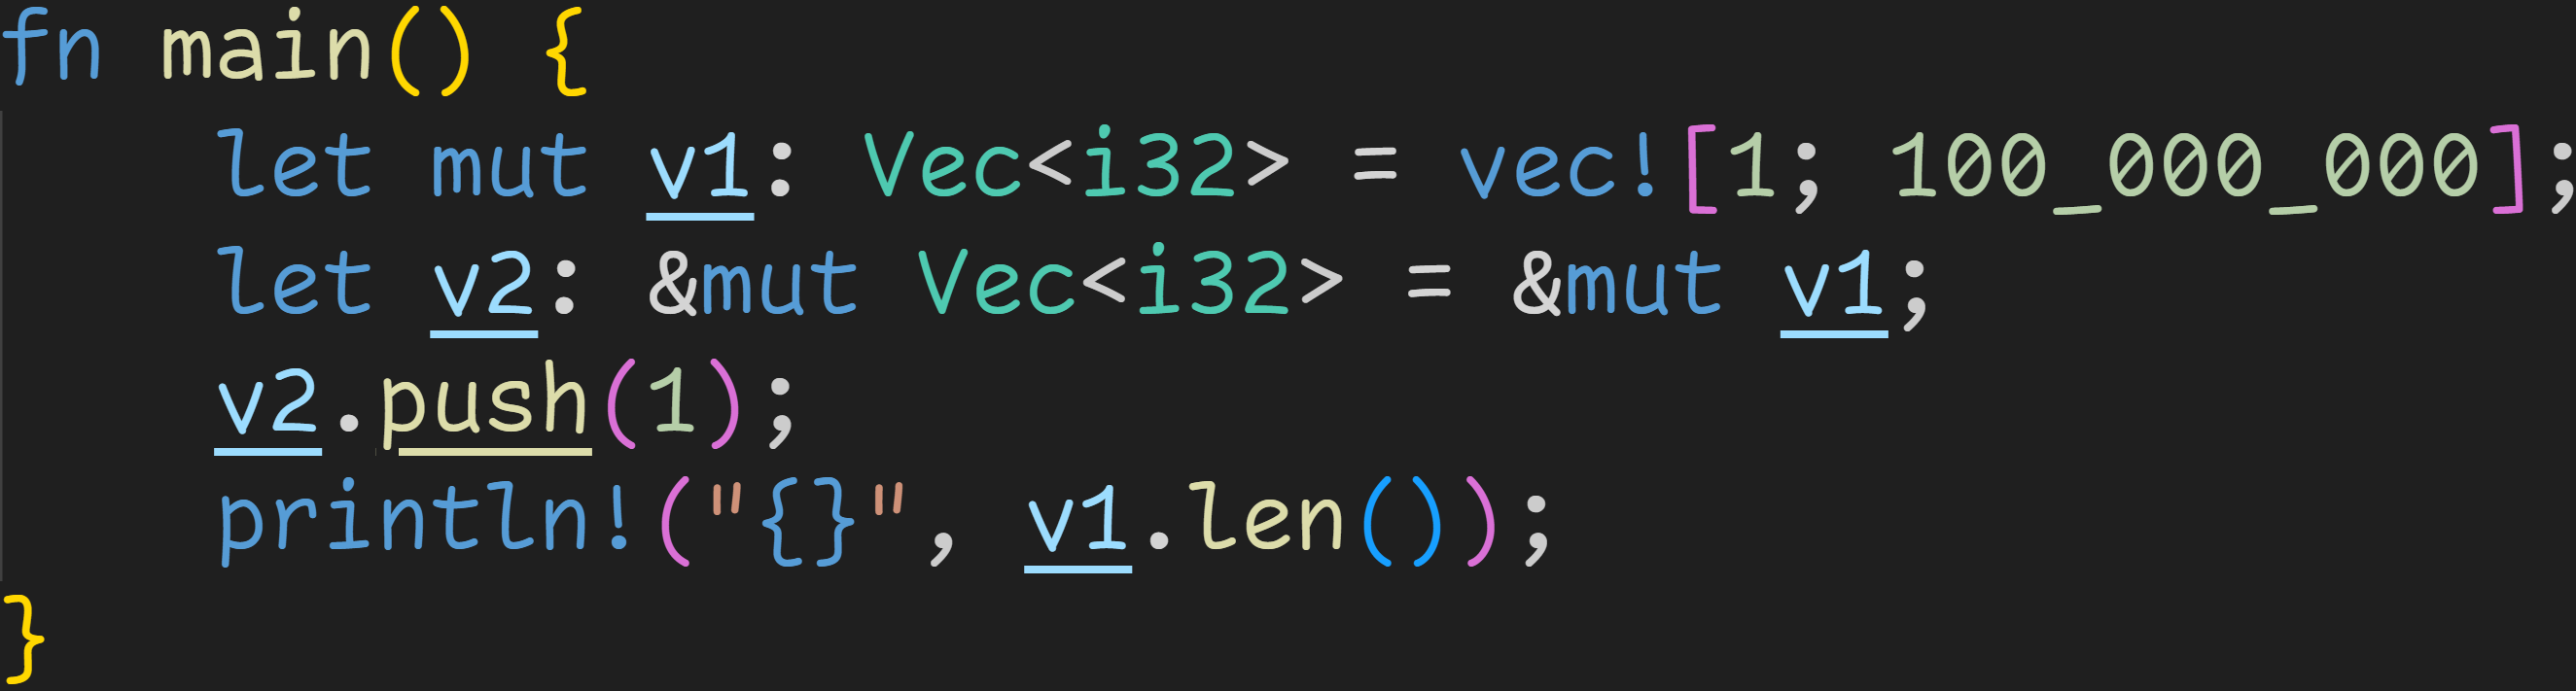 fn main() {
    let mut v1: Vec<i32> = vec![1; 100_000_000];
    let v2: &mut Vec<i32> = &mut v1;
    v2.push(1);
    println!("{}", v1.len());
}